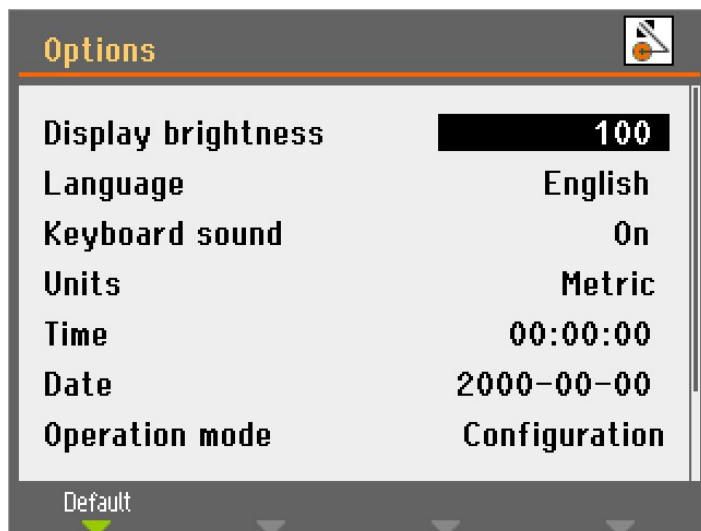 Options
Display brightness 100
Language English
Keyboard sound On
Units Metric
Time 00:00:00
Date 2000-00-00
Operation mode Configuration
Default